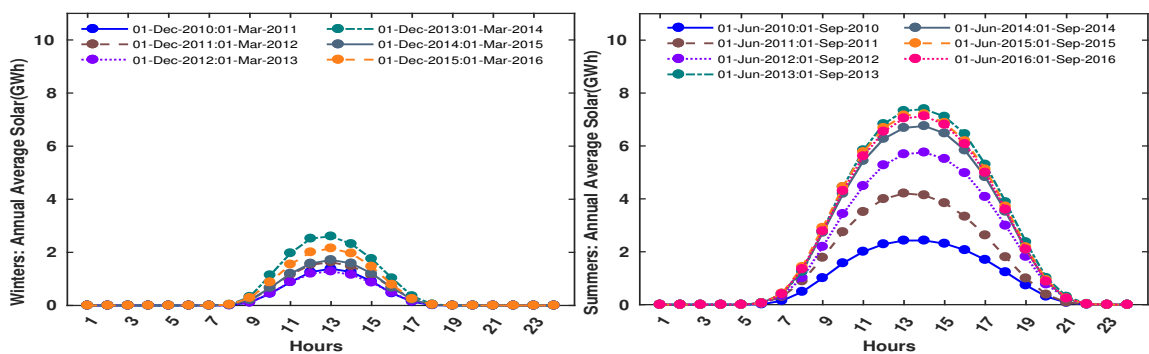 Winters: Annual Average Solar(GWh)
10
8
6
4
2
0
01-Dec-2010:01-Mar-2011
01-Dec-2011:01-Mar-2012
01-Dec-2012:01-Mar-2013
01-Dec-2013:01-Mar-2014
01-Dec-2014:01-Mar-2015
01-Dec-2015:01-Mar-2016
1 3 5 7 9 11 13 15 17 19 21 23
Hours
Summers: Annual Average Solar(GWh)
10
8
6
4
2
0
01-Jun-2010:01-Sep-2010
01-Jun-2011:01-Sep-2011
01-Jun-2012:01-Sep-2012
01-Jun-2013:01-Sep-2013
01-Jun-2014:01-Sep-2014
01-Jun-2015:01-Sep-2015
01-Jun-2016:01-Sep-2016
1 3 5 7 9 11 13 15 17 19 21 23
Hours